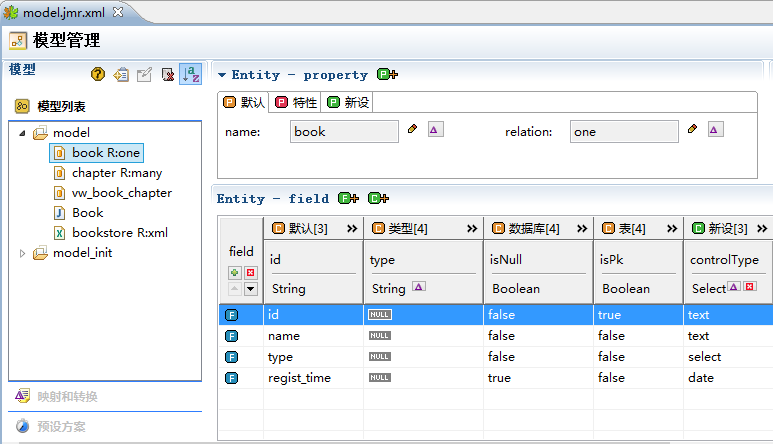 model.jmr.xml
模型管理
模型
模型列表
model
book R:one
chapter R:many
vw_book_chapter
Book
bookstore R:xml
model_init
映射和转换
预设方案
Entity - property
默认 特性 新设
name: book relation: one
Entity - field
field 默认[3] 类型[4] 数据库[4] 表[4] 新设[3]
id type isNull isPk controlType
String String Boolean Boolean Select
id NULL false true text
name NULL false false text
type NULL false false select
regist_time NULL true false date